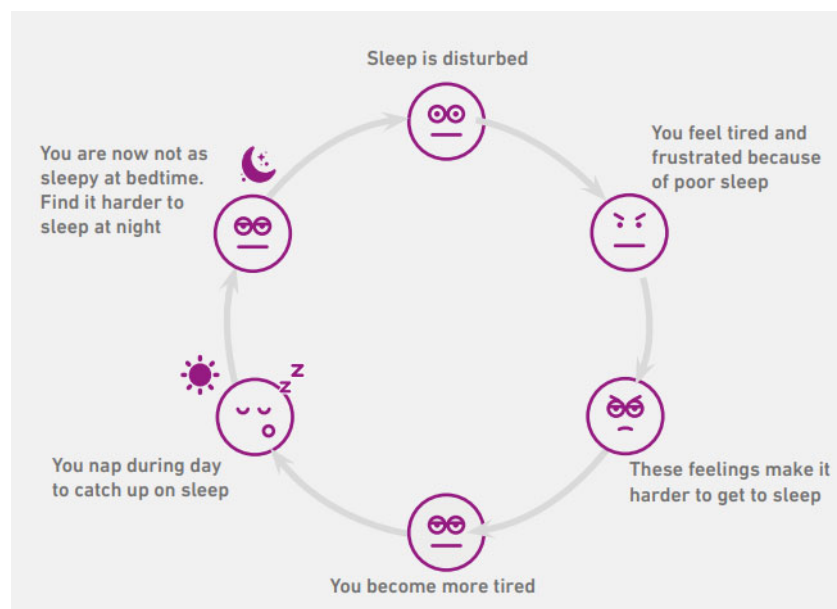 Sleep is disturbed
You feel tired and
frustrated because
of poor sleep
These feelings make it
harder to get to sleep
You become more tired
You nap during day
to catch up on sleep
z
z
You are now not as
sleepy at bedtime.
Find it harder to
sleep at night